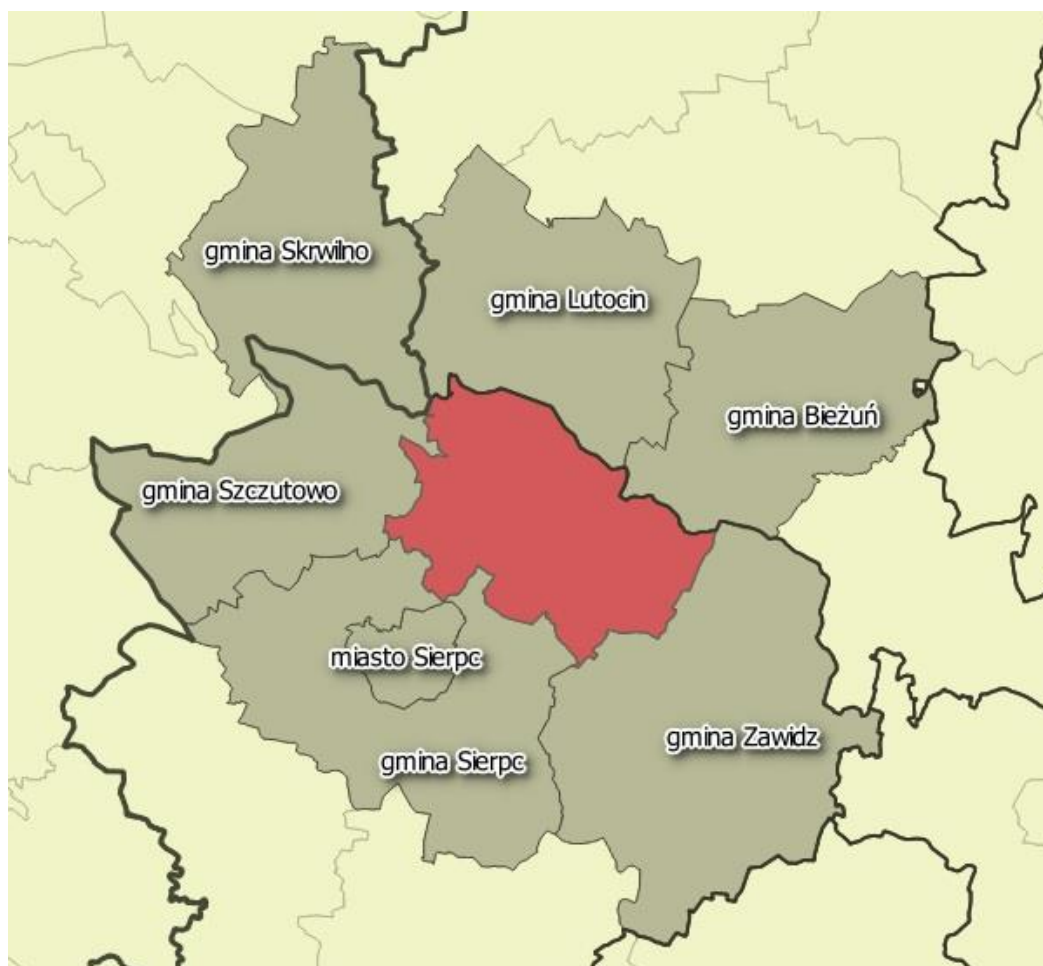 gmina Skrwilno
gmina Lutocin
gmina Bieżuń
gmina Szczutowo
miasto Sierpc
gmina Sierpc
gmina Zawidz